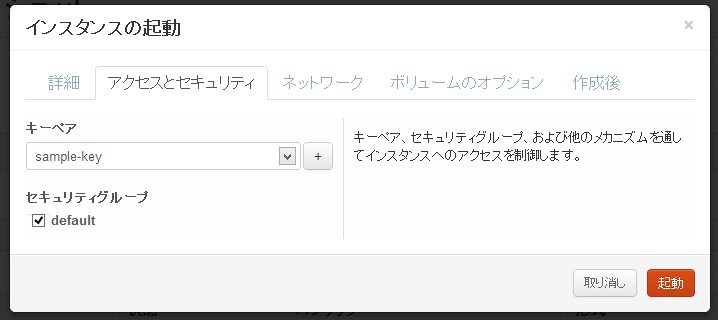 インスタンスの起動
×
詳細 アクセスとセキュリティ ネットワーク ボリュームのオプション 作成後
キーペア
sample-key
+
セキュリティグループ
default
キーペア、セキュリティグループ、および他のメカニズムを通し
てインスタンスへのアクセスを制御します。
取り消し 起動